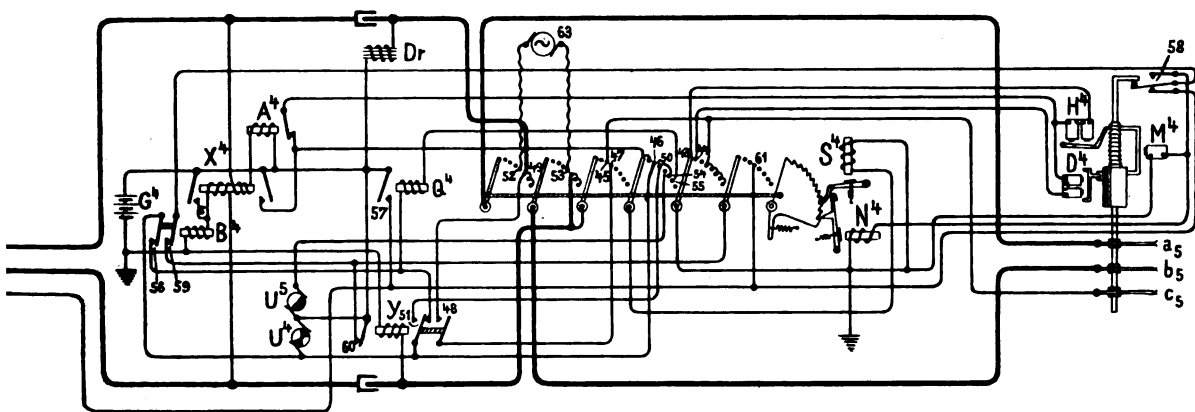 63
58
Dr
A⁴
H⁴
M⁴
X⁴
47
46
50
61
S⁴
52
49
53
45
54
55
D⁴
G⁴
57
Q⁴
B⁴
N⁴
56
59
U⁵
U⁴
Y
51
48
60
a₅
b₅
c₅